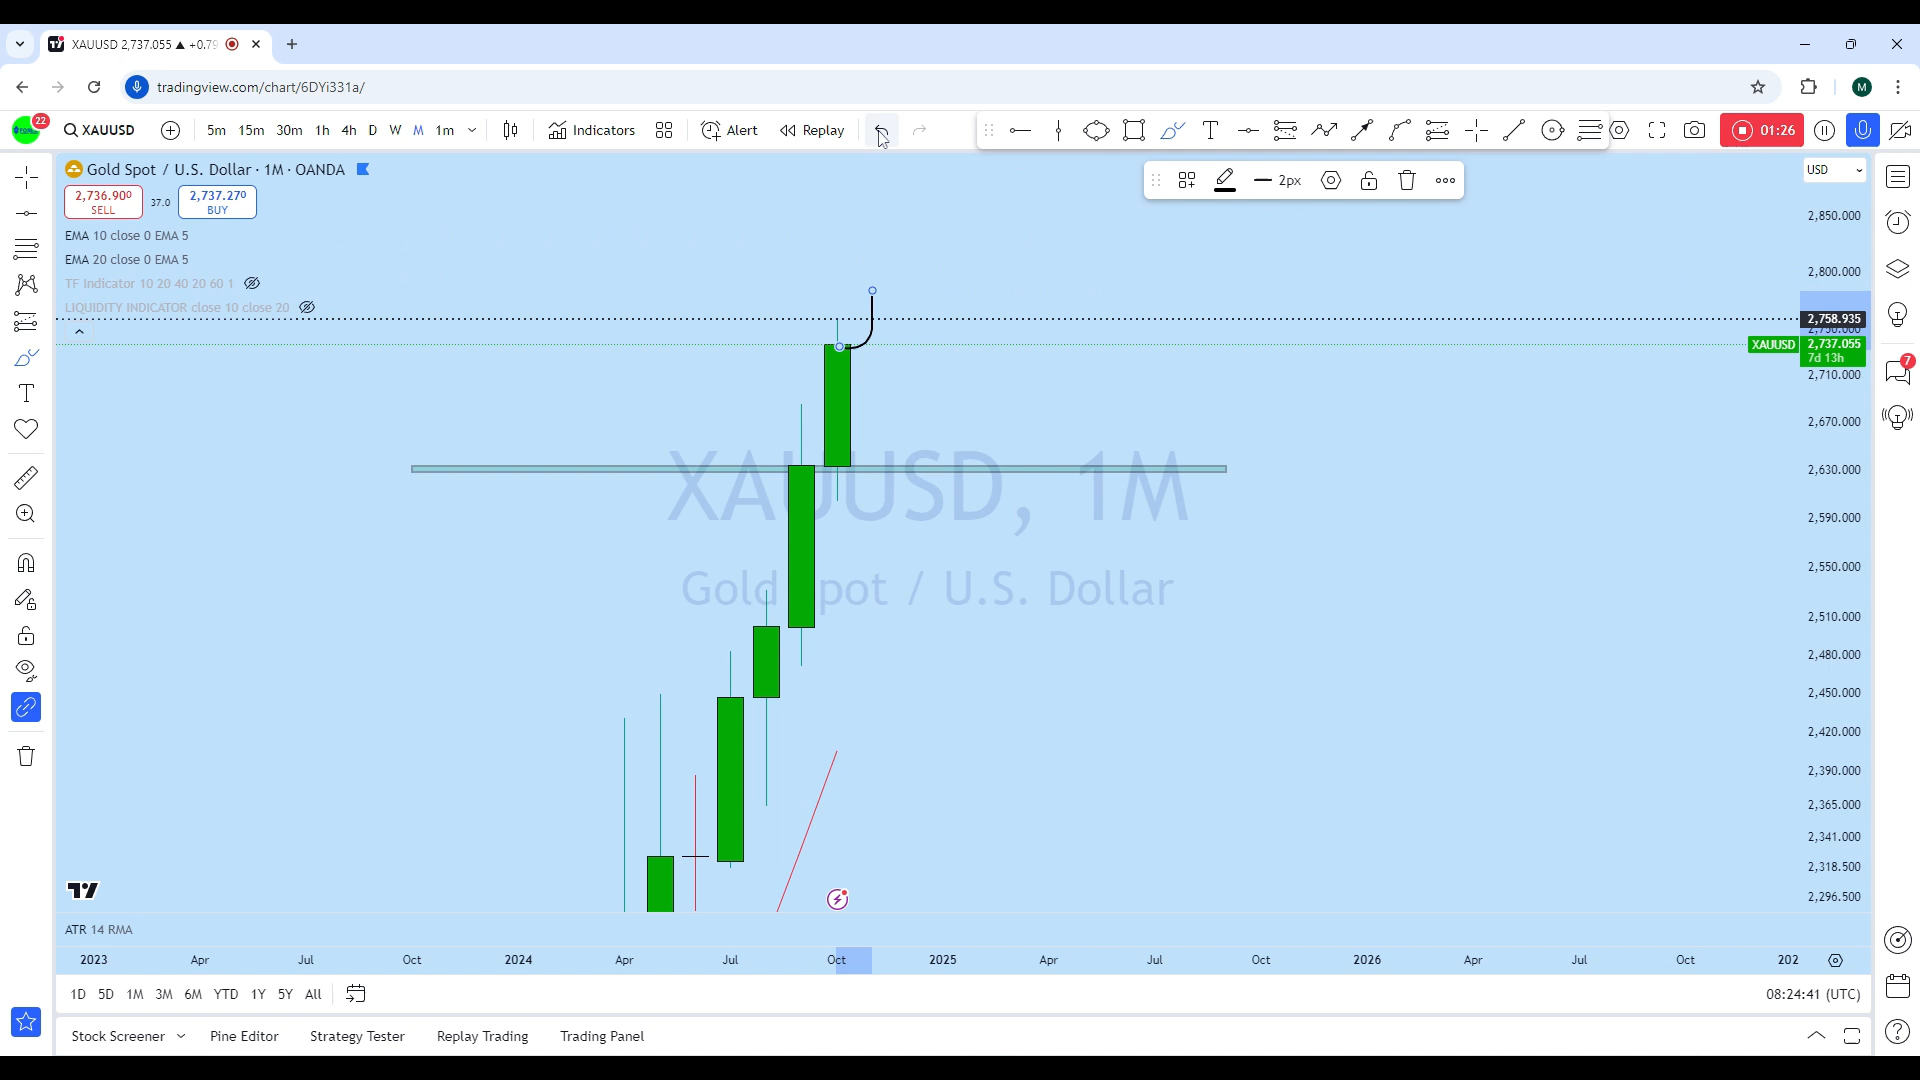 XAUUSD 2,737.055 ▲ +0.79
tradingview.com/chart/6DYi331a/
22
XAUUSD
5m 15m 30m 1h 4h D W M 1m
Indicators
Alert
Replay
01:26
Gold Spot / U.S. Dollar · 1M · OANDA
2px
USD
2,736.900
SELL
37.0
2,737.270
BUY
EMA 10 close 0 EMA 5
EMA 20 close 0 EMA 5
TF Indicator 10 20 40 20 60 1
LIQUIDITY INDICATOR close 10 close 20
2,850.000
2,800.000
2,758.935
2,750.000
XAUUSD 2,737.055
7d 13h
2,710.000
2,670.000
2,630.000
2,590.000
2,550.000
2,510.000
2,480.000
2,450.000
2,420.000
2,390.000
2,365.000
2,341.000
2,318.500
2,296.500
7
XAUUSD, 1M
Gold Spot / U.S. Dollar
ATR 14 RMA
2023 Apr Jul Oct 2024 Apr Jul Oct 2025 Apr Jul Oct 2026 Apr Jul Oct 202
1D 5D 1M 3M 6M YTD 1Y 5Y All
08:24:41 (UTC)
Stock Screener Pine Editor Strategy Tester Replay Trading Trading Panel
M